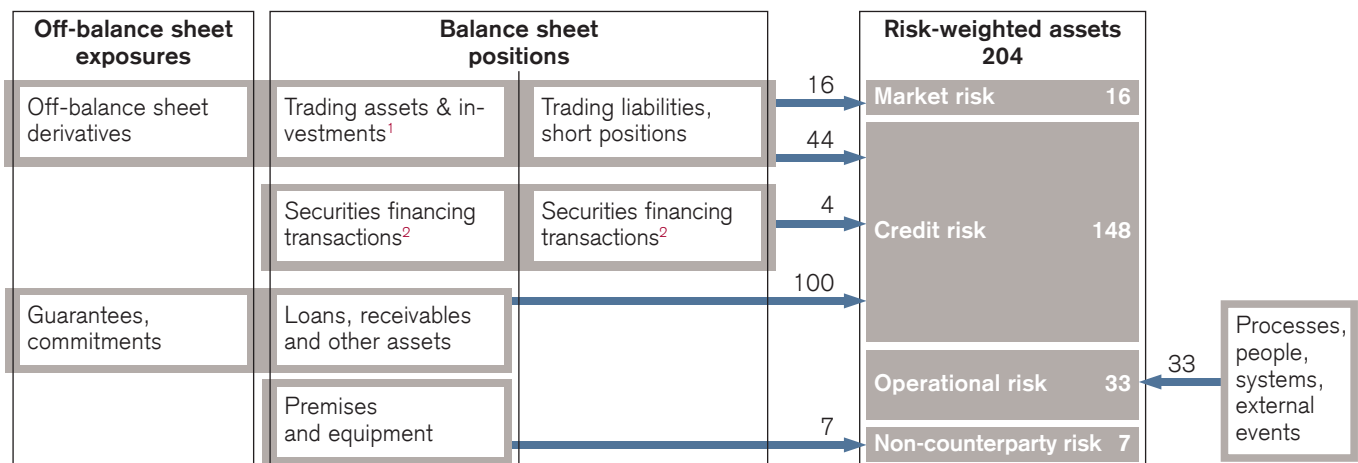 Off-balance sheet
exposures
Balance sheet
positions
Risk-weighted assets
204
Off-balance sheet
derivatives
Trading assets & in-
vestments1
Trading liabilities,
short positions
16
44
Market risk 16
Securities financing
transactions2
Securities financing
transactions2
4
Credit risk 148
Guarantees,
commitments
Loans, receivables
and other assets
100
Operational risk 33
33
Processes,
people,
systems,
external
events
Premises
and equipment
7
Non-counterparty risk 7